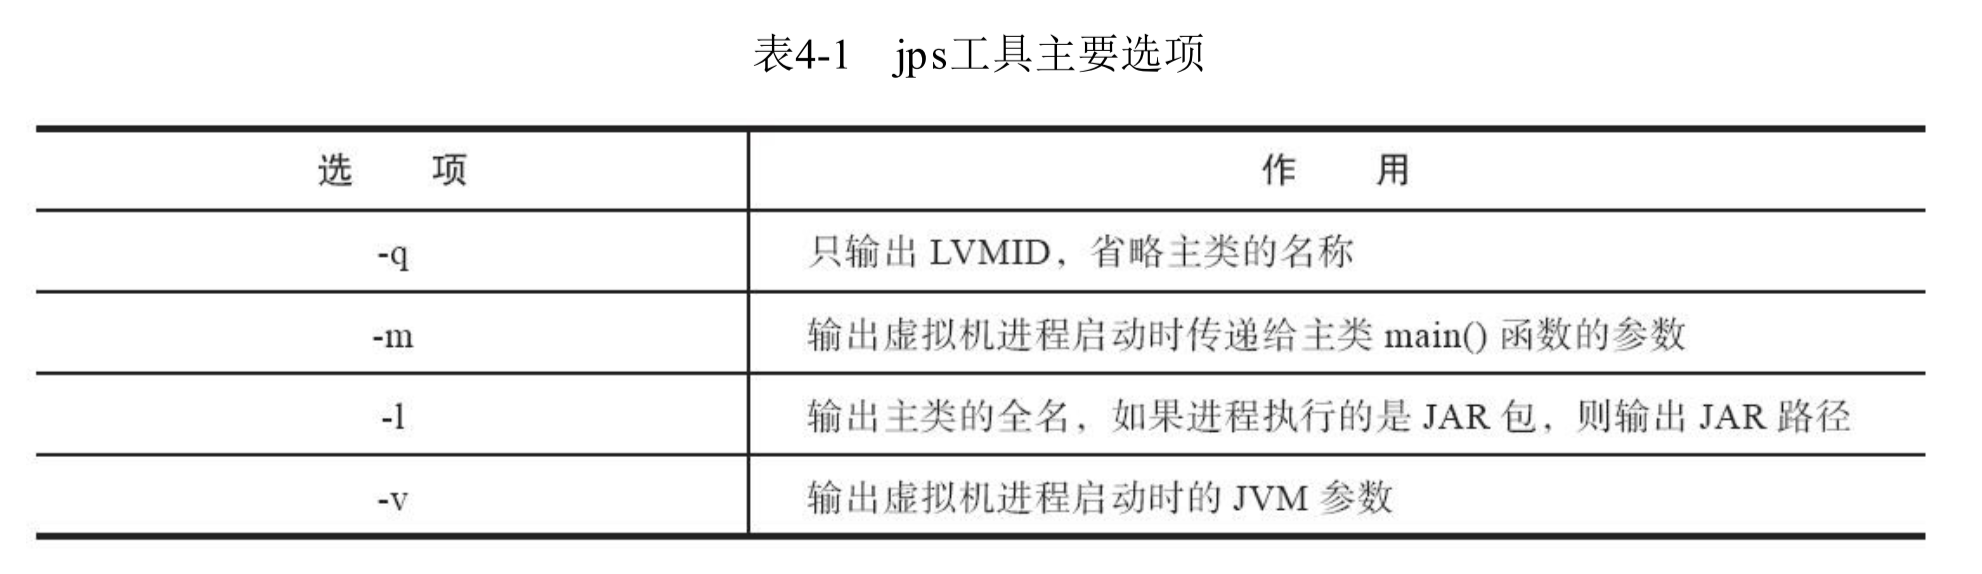 表4-1 jps工具主要选项
选 项 作 用
-q 只输出 LVMID，省略主类的名称
-m 输出虚拟机进程启动时传递给主类 main() 函数的参数
-l 输出主类的全名，如果进程执行的是 JAR 包，则输出 JAR 路径
-v 输出虚拟机进程启动时的 JVM 参数